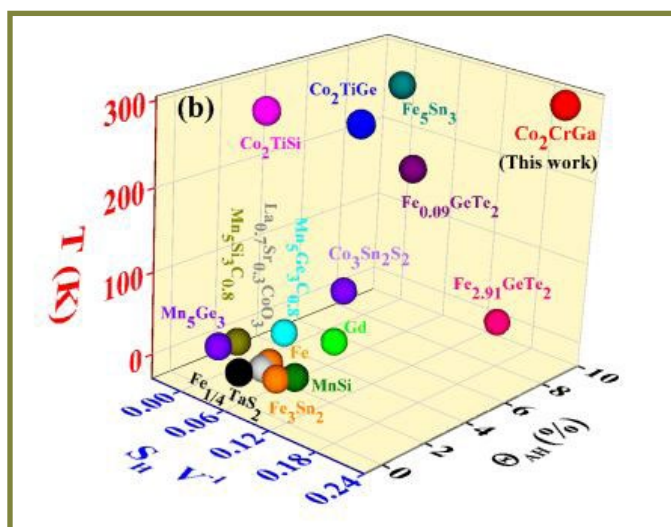 (b)
300
200
100
0
T (K)
0.00
0.06
0.12
0.18
0.24
S_H V^-1
0
2
4
6
8
10
Θ^AH (%)
Co₂TiSi
Co₂TiGe
Fe₅Sn₃
Co₂CrGa
(This work)
Fe₀.₀₉GeTe₂
Mn₅Si₃C₀.₈
La₀.₇Sr₀.₃CoO₃
Mn₅Ge₃C₀.₈
Co₃Sn₂S₂
Fe₂.₉₁GeTe₂
Mn₅Ge₃
Gd
Fe
MnSi
Fe₁/₄TaS₂
Fe₃Sn₂